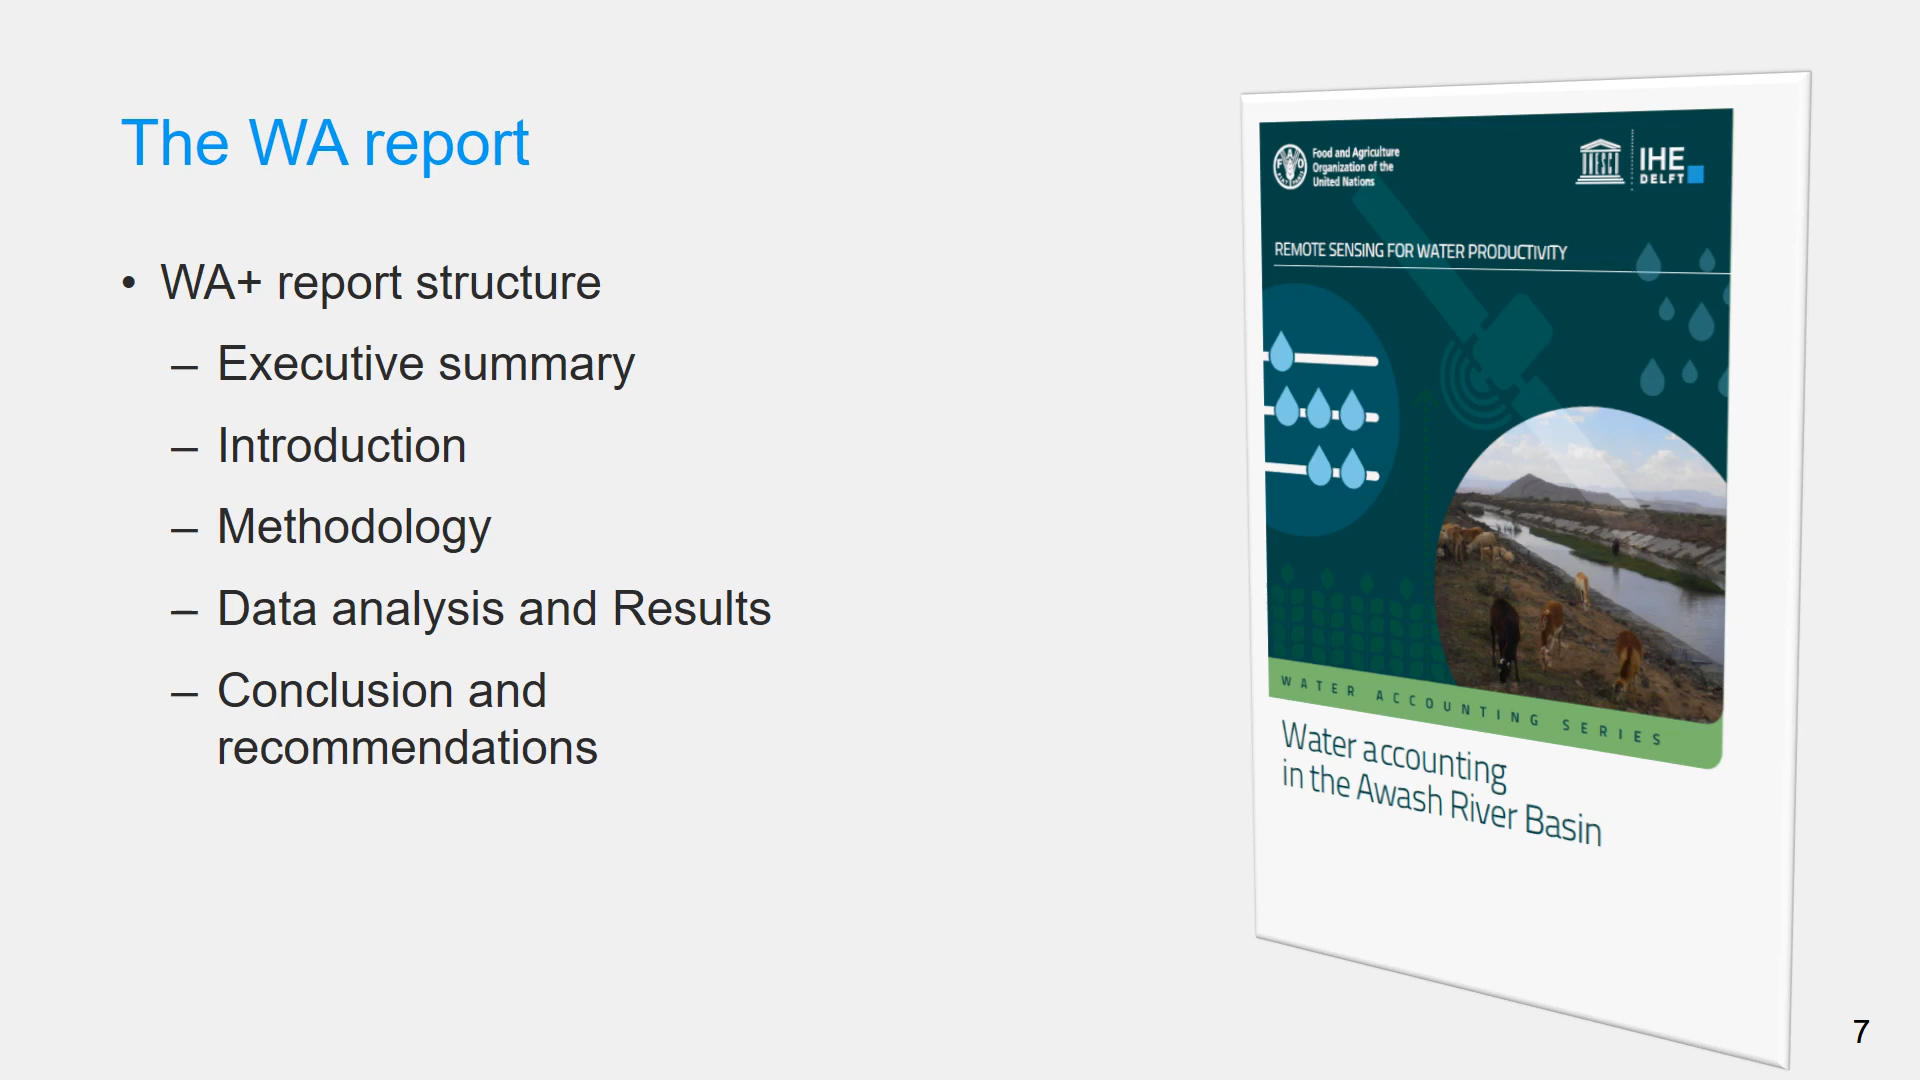 The WA report
• WA+ report structure
– Executive summary
– Introduction
– Methodology
– Data analysis and Results
– Conclusion and
recommendations
Food and Agriculture
Organization of the
United Nations
UNESCO
IHE
DELFT
REMOTE SENSING FOR WATER PRODUCTIVITY
WATER ACCOUNTING SERIES
Water accounting
in the Awash River Basin
7